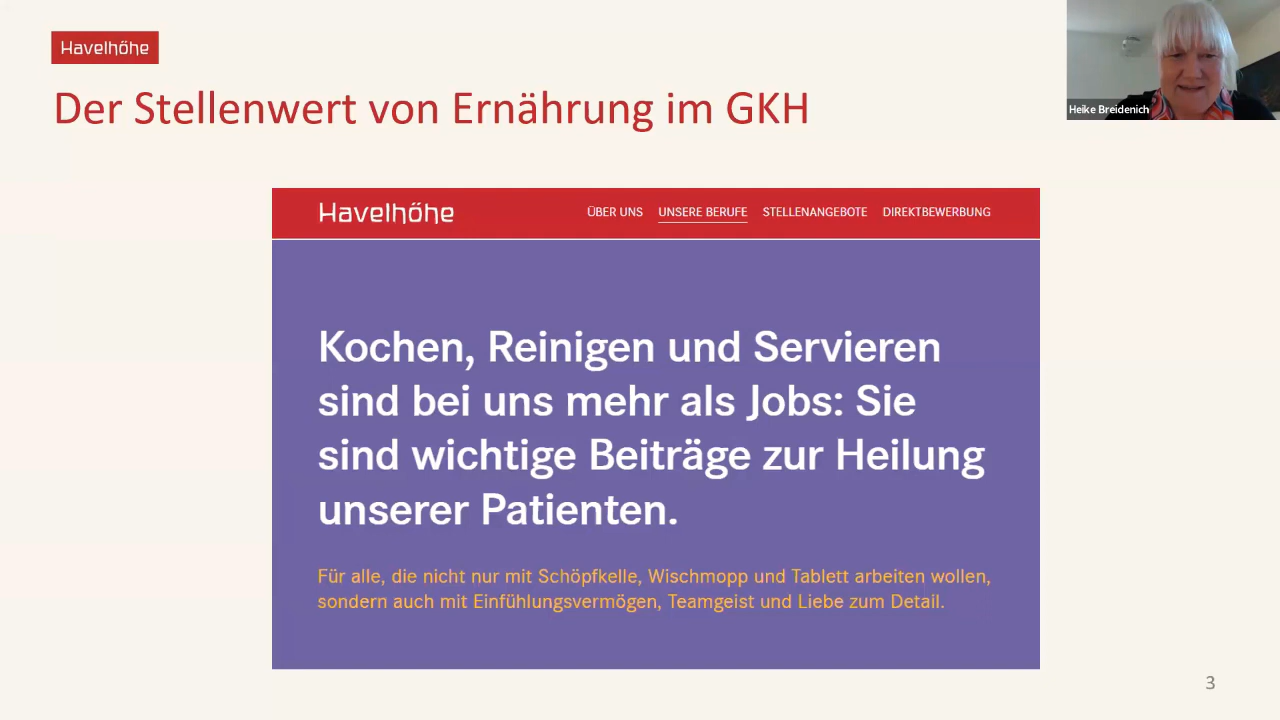 Havelhöhe
Der Stellenwert von Ernährung im GKH
Heike Breidenich
Havelhöhe
ÜBER UNS UNSERE BERUFE STELLENANGEBOTE DIREKTBEWERBUNG
Kochen, Reinigen und Servieren
sind bei uns mehr als Jobs: Sie
sind wichtige Beiträge zur Heilung
unserer Patienten.
Für alle, die nicht nur mit Schöpfkelle, Wischmopp und Tablett arbeiten wollen,
sondern auch mit Einfühlungsvermögen, Teamgeist und Liebe zum Detail.
3